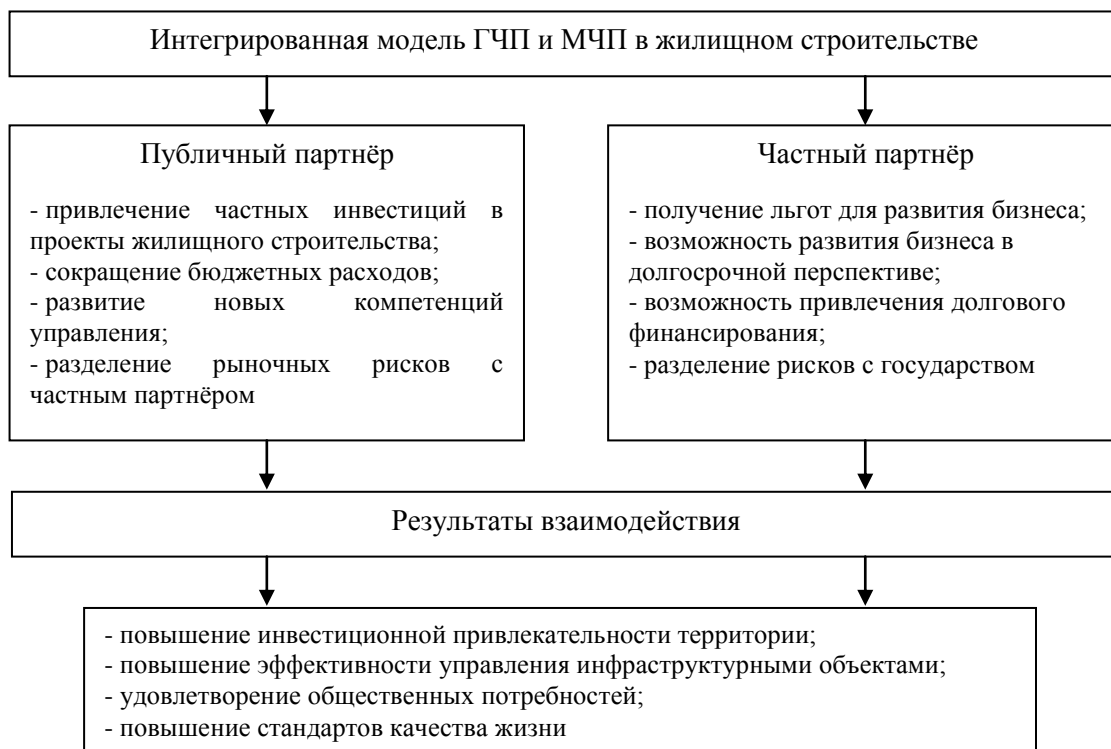 Интегрированная модель ГЧП и МЧП в жилищном строительстве
Публичный партнёр
- привлечение частных инвестиций в
проекты жилищного строительства;
- сокращение бюджетных расходов;
- развитие новых компетенций
управления;
- разделение рыночных рисков с
частным партнёром
Частный партнёр
- получение льгот для развития бизнеса;
- возможность развития бизнеса в
долгосрочной перспективе;
- возможность привлечения долгового
финансирования;
- разделение рисков с государством
Результаты взаимодействия
- повышение инвестиционной привлекательности территории;
- повышение эффективности управления инфраструктурными объектами;
- удовлетворение общественных потребностей;
- повышение стандартов качества жизни